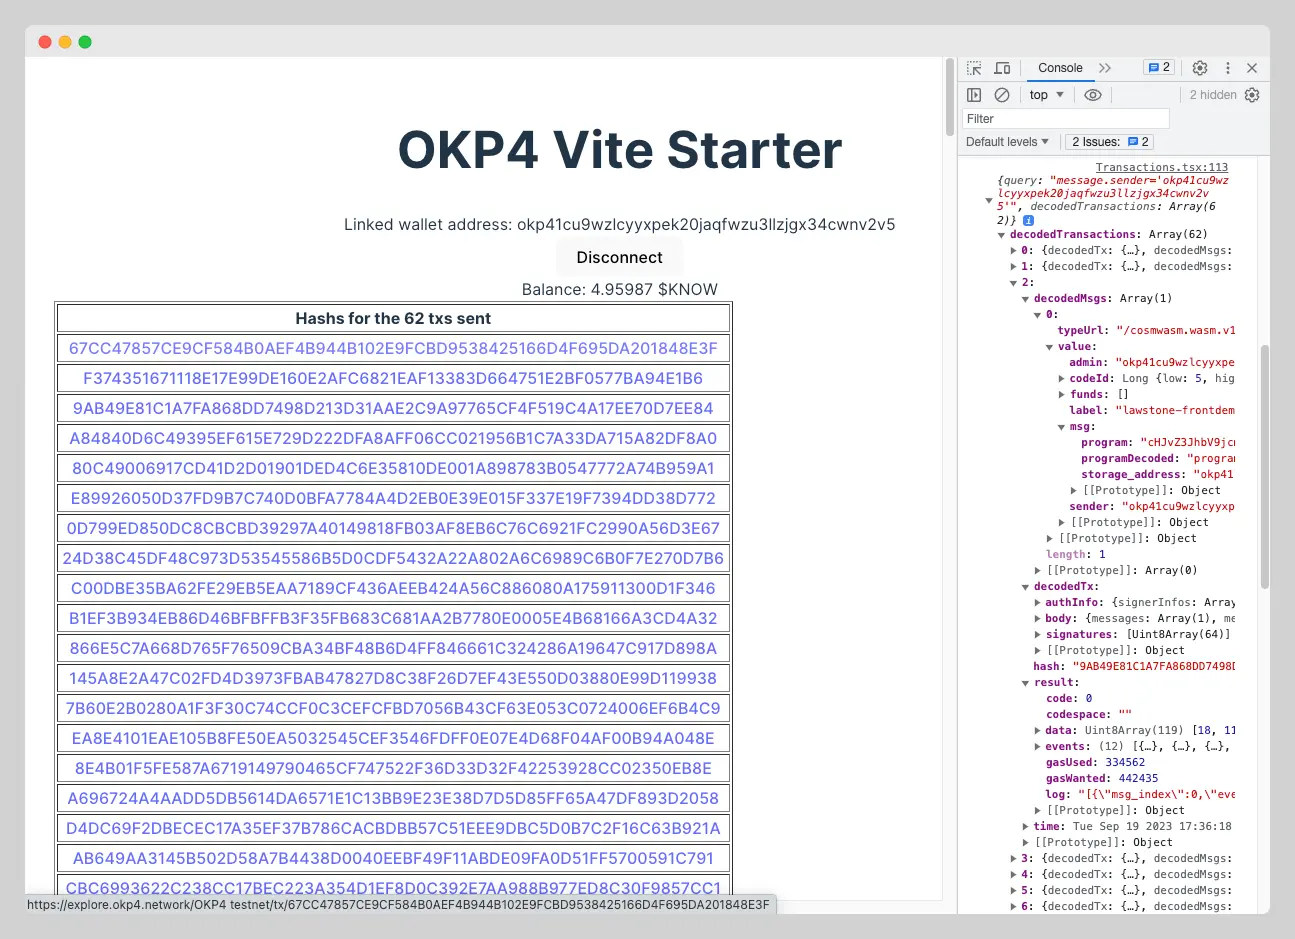 OKP4 Vite Starter
Linked wallet address: okp41cu9wzlcyyxpek20jaqfwzu3llzjgx34cwnv2v5
Disconnect
Balance: 4.95987 $KNOW
Hashs for the 62 txs sent
67CC47857CE9CF584B0AEF4B944B102E9FCBD9538425166D4F695DA201848E3F
F374351671118E17E99DE160E2AFC6821EAF13383D664751E2BF0577BA94E1B6
9AB49E81C1A7FA868DD7498D213D31AAE2C9A97765CF4F519C4A17EE70D7EE84
A84840D6C49395EF615E729D222DFA8AFF06CC021956B1C7A33DA715A82DF8A0
80C49006917CD41D2D01901DED4C6E35810DE001A898783B0547772A74B959A1
E89926050D37FD9B7C740D0BFA7784A4D2EB0E39E015F337E19F7394DD38D772
0D799ED850DC8CBCBD39297A40149818FB03AF8EB6C76C6921FC2990A56D3E67
24D38C45DF48C973D53545586B5D0CDF5432A22A802A6C6989C6B0F7E270D7B6
C00DBE35BA62FE29EB5EAA7189CF436AEEB424A56C886080A175911300D1F346
B1EF3B934EB86D46BFBFFB3F35FB683C681AA2B7780E0005E4B68166A3CD4A32
866E5C7A668D765F76509CBA34BF48B6D4FF846661C324286A19647C917D898A
145A8E2A47C02FD4D3973FBAB47827D8C38F26D7EF43E550D03880E99D119938
7B60E2B0280A1F3F30C74CCF0C3CEFCFBD7056B43CF63E053C0724006EF6B4C9
EA8E4101EAE105B8FE50EA5032545CEF3546FDFF0E07E4D68F04AF00B94A048E
8E4B01F5FE587A6719149790465CF747522F36D33D32F42253928CC02350EB8E
A696724A4AADD5DB5614DA6571E1C13BB9E23E38D7D5D85FF65A47DF893D2058
D4DC69F2DBECEC17A35EF37B786CACBDBB57C51EEE9DBC5D0B7C2F16C63B921A
AB649AA3145B502D58A7B4438D0040EEBF49F11ABDE09FA0D51FF5700591C791
CBC6993622C238CC17BEC223A354D1EF8D0C392E7AA988B977ED8C30F9857CC1
https://explore.okp4.network/OKP4 testnet/tx/67CC47857CE9CF584B0AEF4B944B102E9FCBD9538425166D4F695DA201848E3F
Console 2
top 2 hidden
Filter
Default levels 2 Issues: 2
Transactions.tsx:113
{query: "message.sender='okp41cu9wz
lcyyxpek20jaqfwzu3llzjgx34cwnv2v
5'", decodedTransactions: Array(6
2)} i
decodedTransactions: Array(62)
0: {decodedTx: {…}, decodedMsgs:
1: {decodedTx: {…}, decodedMsgs:
2:
decodedMsgs: Array(1)
0:
typeUrl: "/cosmwasm.wasm.v1
value:
admin: "okp41cu9wzlcyyxpe
codeId: Long {low: 5, hig
funds: []
label: "lawstone-frontdem
msg:
program: "cHJvZ3JhbV9jcm
programDecoded: "program
storage_address: "okp41
[[Prototype]]: Object
sender: "okp41cu9wzlcyyxp
[[Prototype]]: Object
[[Prototype]]: Object
length: 1
[[Prototype]]: Array(0)
decodedTx:
authInfo: {signerInfos: Array
body: {messages: Array(1), me
signatures: [Uint8Array(64)]
[[Prototype]]: Object
hash: "9AB49E81C1A7FA868DD7498D
result:
code: 0
codespace: ""
data: Uint8Array(119) [18, 11
events: (12) [{…}, {…}, {…},
gasUsed: 334562
gasWanted: 442435
log: "[{\"msg_index\":0,\"eve
[[Prototype]]: Object
time: Tue Sep 19 2023 17:36:18
[[Prototype]]: Object
3: {decodedTx: {…}, decodedMsgs:
4: {decodedTx: {…}, decodedMsgs:
5: {decodedTx: {…}, decodedMsgs:
6: {decodedTx: {…}, decodedMsgs: